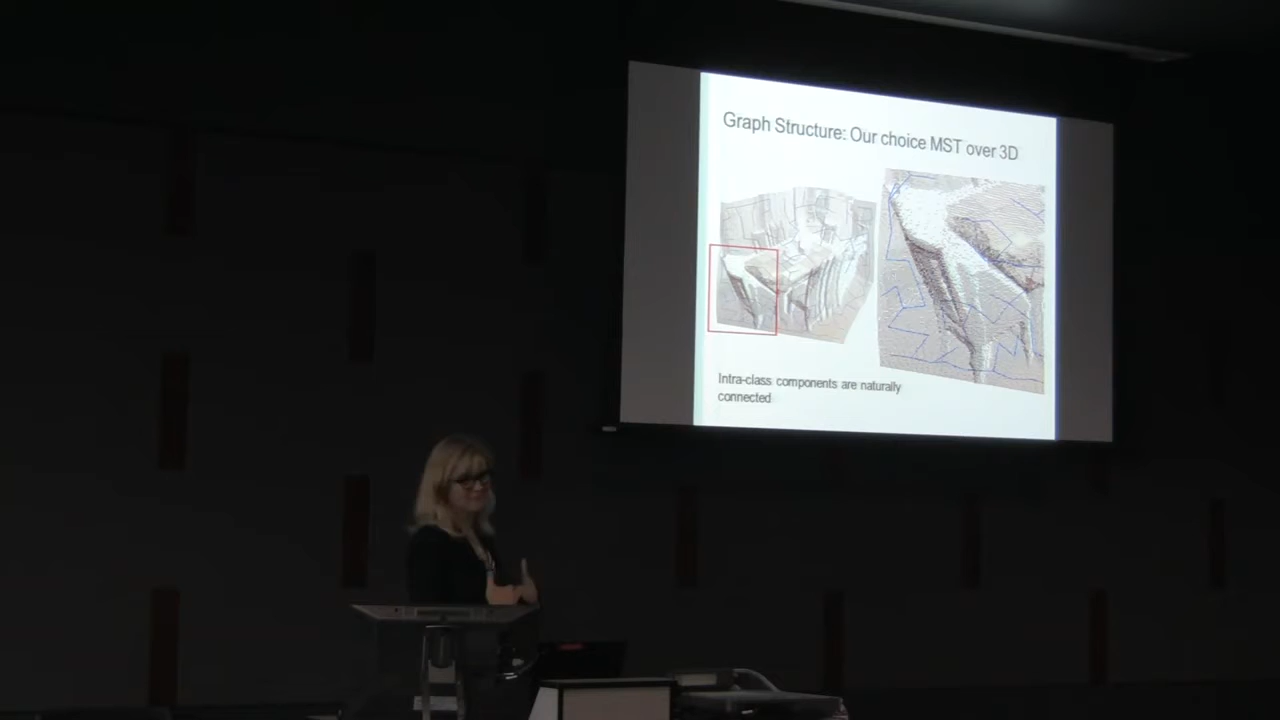 Graph Structure: Our choice MST over 3D
Intra-class components are naturally
connected